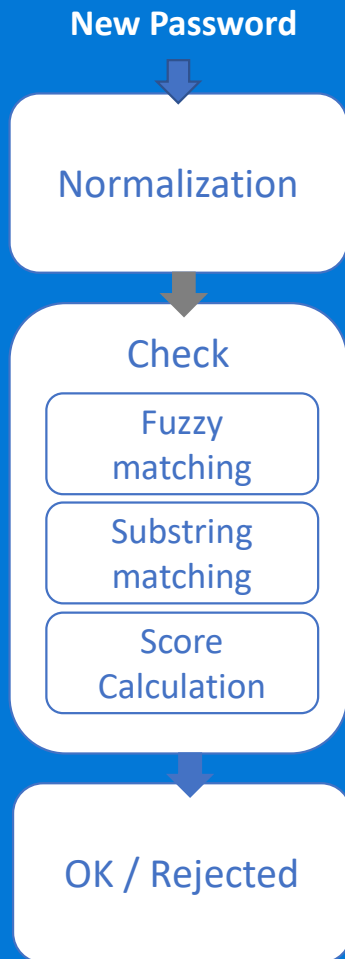 New Password
Normalization
Check
Fuzzy
matching
Substring
matching
Score
Calculation
OK / Rejected